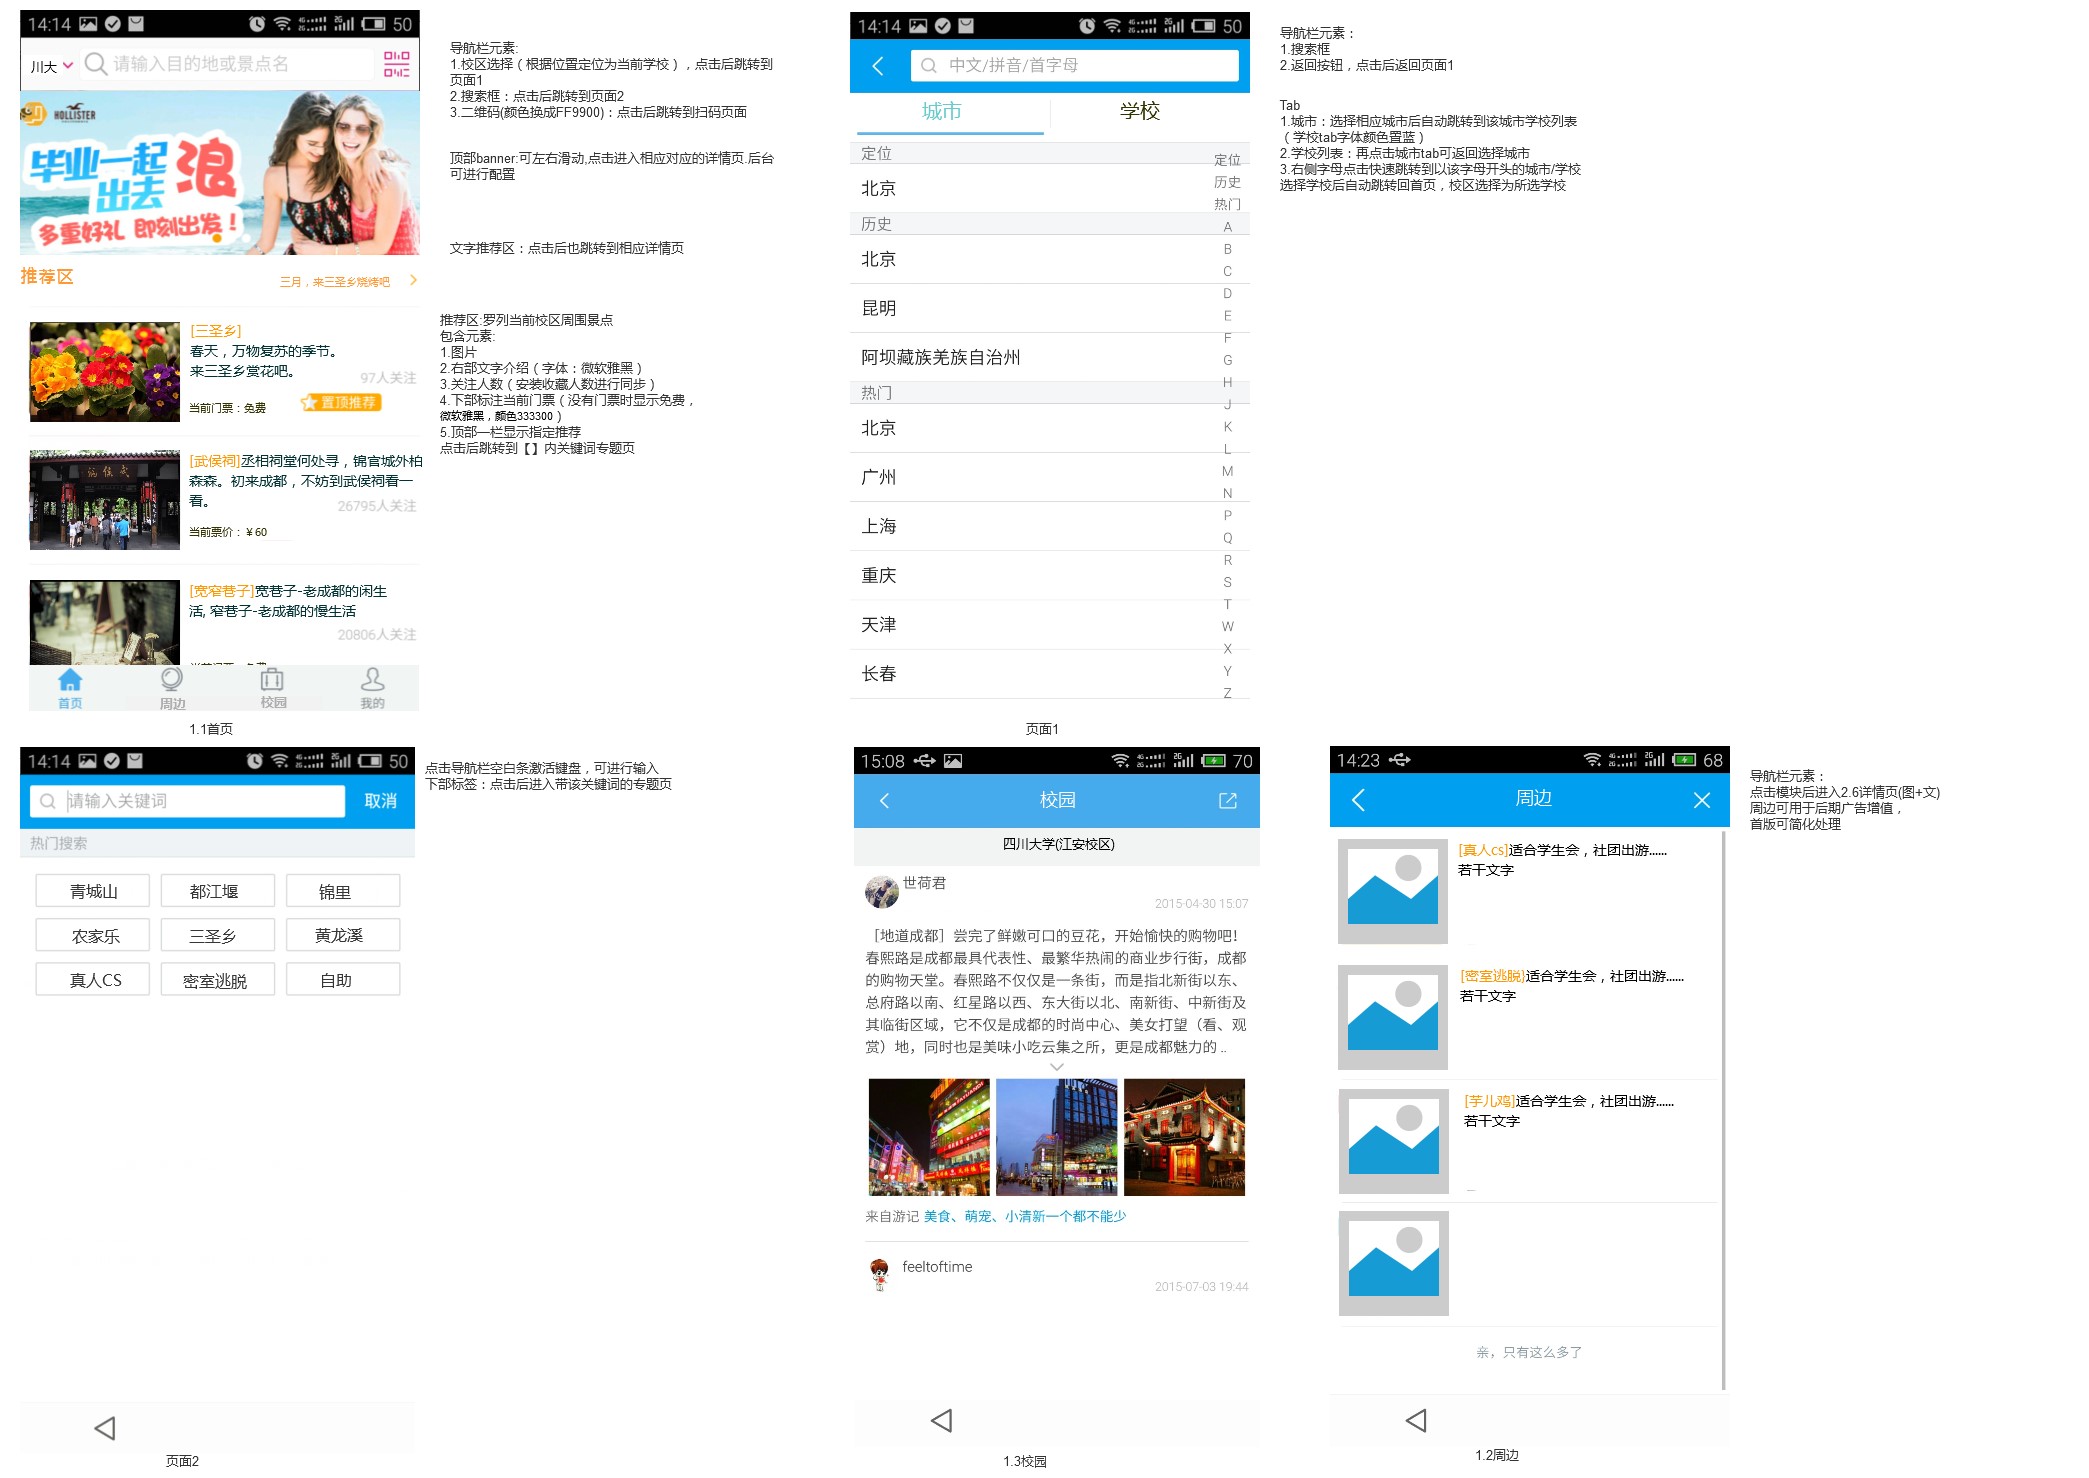 14:14
50
川大
请输入目的地或景点名
HOLLISTER
毕业一起
出去
浪
多重好礼 即刻出发！
推荐区
三月，来三圣乡烧烤吧
[三圣乡]
春天，万物复苏的季节。
来三圣乡赏花吧。
97人关注
当前门票：免费
置顶推荐
[武侯祠]丞相祠堂何处寻，锦官城外柏
森森。初来成都，不妨到武侯祠看一
看。
26795人关注
当前票价：￥60
[宽窄巷子]宽巷子-老成都的闲生
活, 窄巷子-老成都的慢生活
20806人关注
首页
周边
校园
我的
1.1首页
导航栏元素:
1.校区选择（根据位置定位为当前学校），点击后跳转到
页面1
2.搜索框：点击后跳转到页面2
3.二维码(颜色换成FF9900)：点击后跳转到扫码页面
顶部banner:可左右滑动,点击进入相应对应的详情页.后台
可进行配置
文字推荐区：点击后也跳转到相应详情页
推荐区:罗列当前校区周围景点
包含元素:
1.图片
2.右部文字介绍（字体：微软雅黑）
3.关注人数（安装收藏人数进行同步）
4.下部标注当前门票（没有门票时显示免费，
微软雅黑，颜色333300）
5.顶部一栏显示指定推荐
点击后跳转到【】内关键词专题页
14:14
50
中文/拼音/首字母
城市
学校
定位
北京
历史
北京
昆明
阿坝藏族羌族自治州
热门
北京
广州
上海
重庆
天津
长春
定位
历史
热门
A
B
C
D
E
F
G
H
J
K
L
M
N
P
Q
R
S
T
W
X
Y
Z
页面1
导航栏元素：
1.搜索框
2.返回按钮，点击后返回页面1
Tab
1.城市：选择相应城市后自动跳转到该城市学校列表
（学校tab字体颜色置蓝）
2.学校列表：再点击城市tab可返回选择城市
3.右侧字母点击快速跳转到以该字母开头的城市/学校
选择学校后自动跳转回首页，校区选择为所选学校
14:14
50
请输入关键词
取消
热门搜索
青城山
都江堰
锦里
农家乐
三圣乡
黄龙溪
真人CS
密室逃脱
自助
页面2
点击导航栏空白条激活键盘，可进行输入
下部标签：点击后进入带该关键词的专题页
15:08
70
校园
四川大学(江安校区)
世荷君
2015-04-30 15:07
［地道成都］尝完了鲜嫩可口的豆花，开始愉快的购物吧！
春熙路是成都最具代表性、最繁华热闹的商业步行街，成都
的购物天堂。春熙路不仅仅是一条街，而是指北新街以东、
总府路以南、红星路以西、东大街以北、南新街、中新街及
其临街区域，它不仅是成都的时尚中心、美女打望（看、观
赏）地，同时也是美味小吃云集之所，更是成都魅力的 ..
来自游记 美食、萌宠、小清新一个都不能少
feeltoftime
2015-07-03 19:44
1.3校园
14:23
68
周边
[真人cs]适合学生会，社团出游......
若干文字
[密室逃脱}适合学生会，社团出游......
若干文字
[芋儿鸡]适合学生会，社团出游......
若干文字
亲，只有这么多了
1.2周边
导航栏元素：
点击模块后进入2.6详情页(图+文)
周边可用于后期广告增值，
首版可简化处理